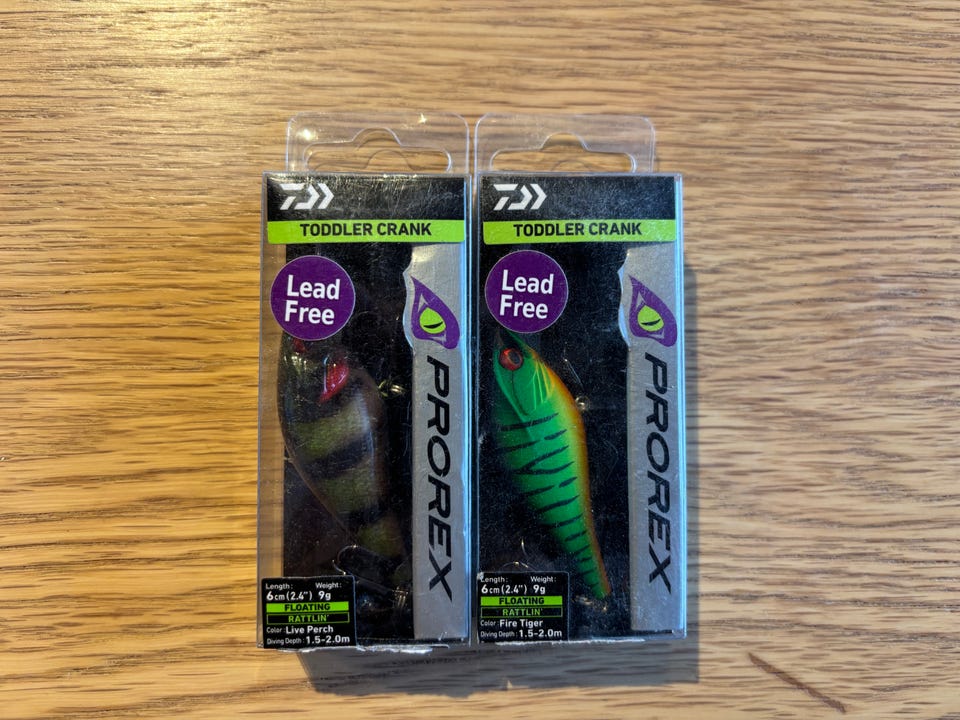 TODDLER CRANK
Lead
Free
PROREX
Length: Weight:
6cm (2.4") 9g
FLOATING
RATTLIN'
Color: Live Perch
Diving Depth: 1.5-2.0m
TODDLER CRANK
Lead
Free
PROREX
Length: Weight:
6cm (2.4") 9g
FLOATING
RATTLIN'
Color: Fire Tiger
Diving Depth: 1.5-2.0m